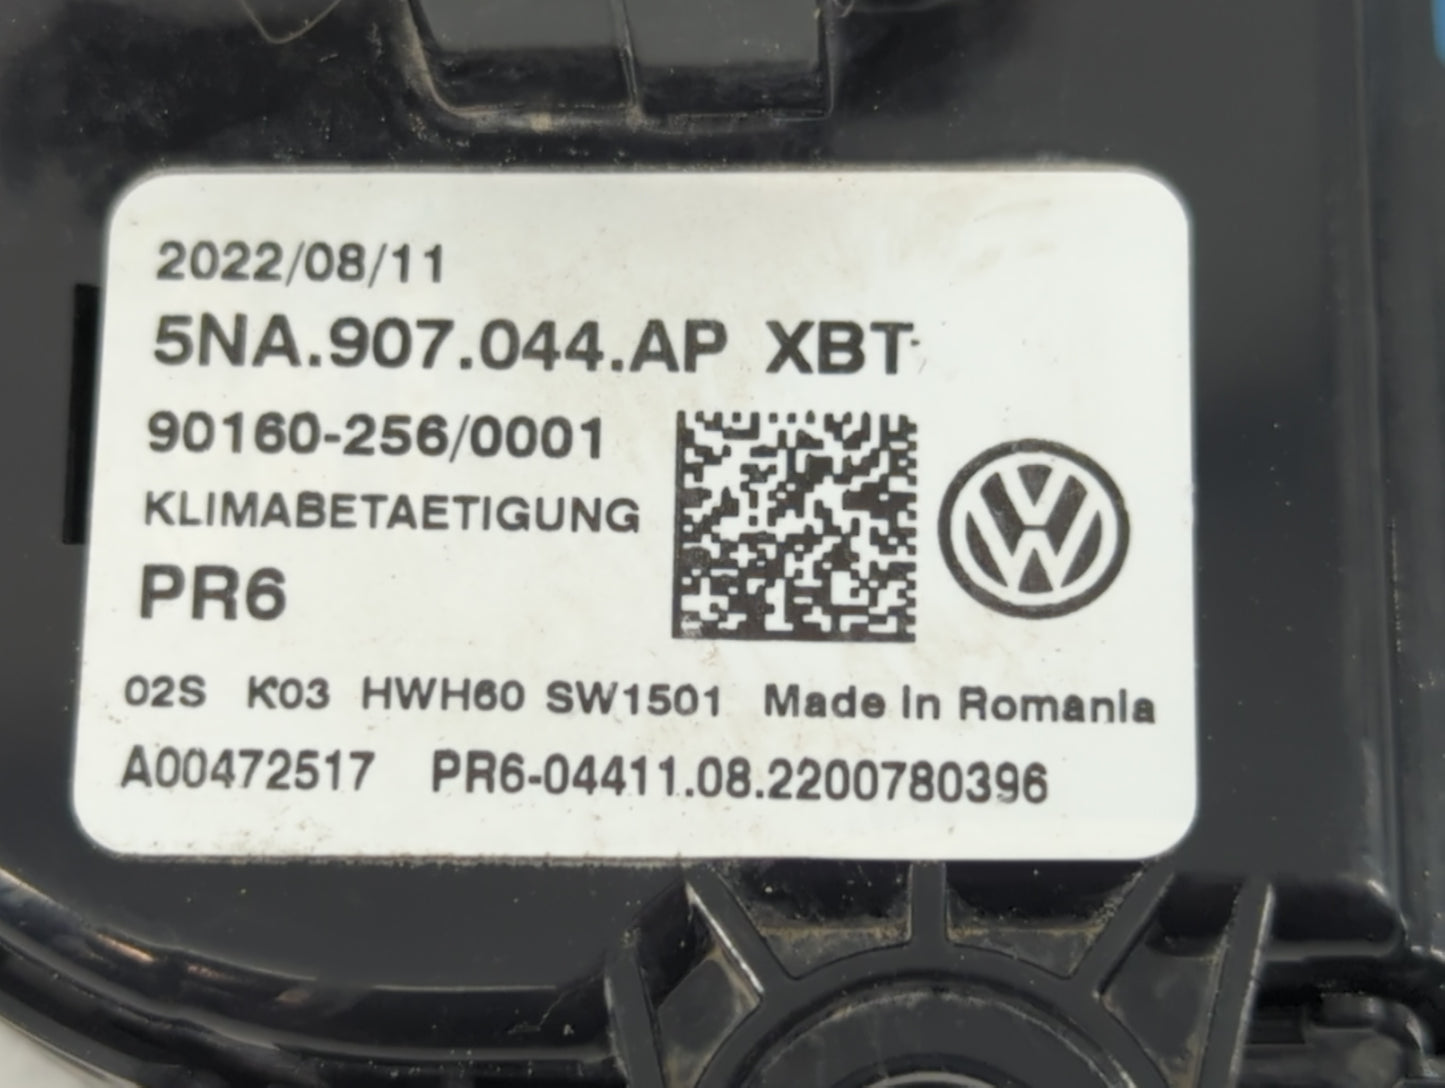 2022/08/11
5NA.907.044.AP XBT
90160-256/0001
KLIMABETAETIGUNG
PR6
02S K03 HWH60 SW1501 Made in Romania
A00472517 PR6-04411.08.2200780396